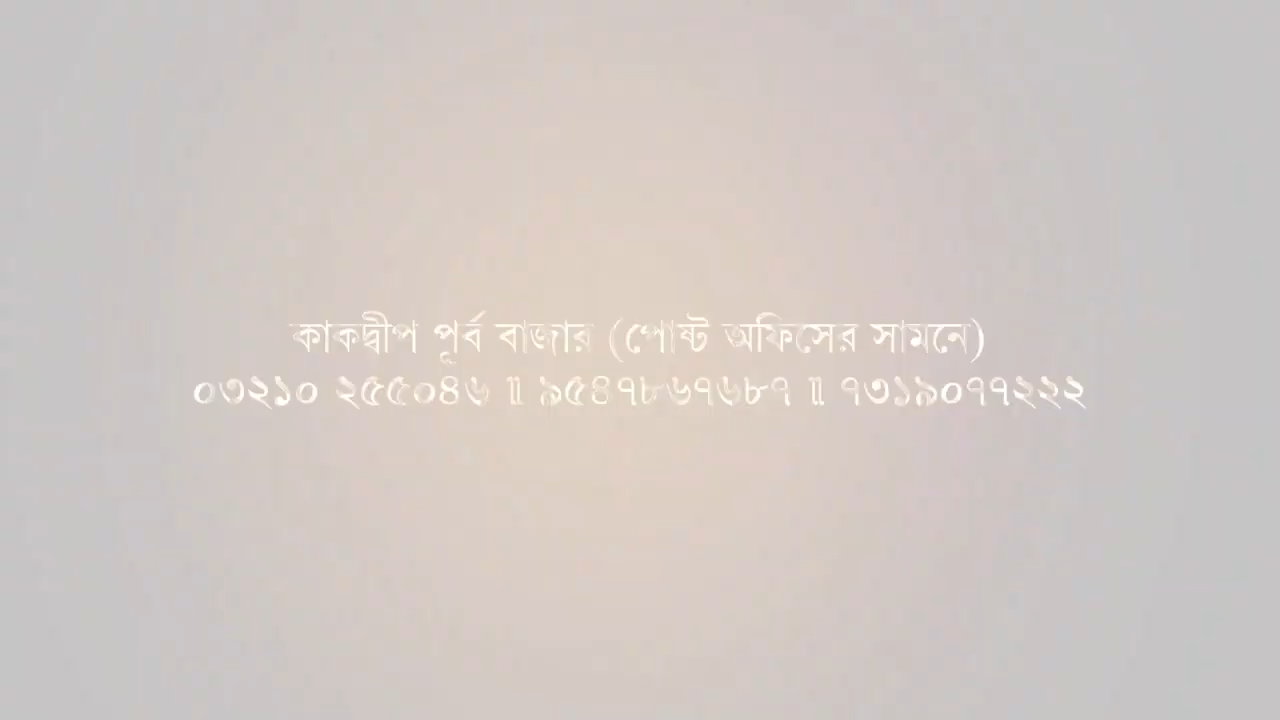 কাকদ্বীপ পূর্ব বাজার (পোষ্ট অফিসের সামনে)
০৩২১০ ২৫৫০৪৬ ॥ ৯৫৪৭৮৬৭৬৮৭ ॥ ৭৩১৯০৭৭২২২